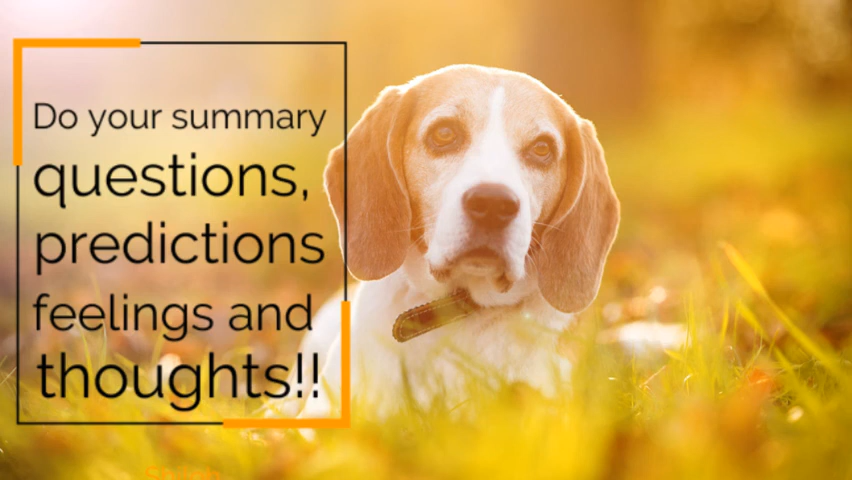 Do your summary
questions,
predictions
feelings and
thoughts!!